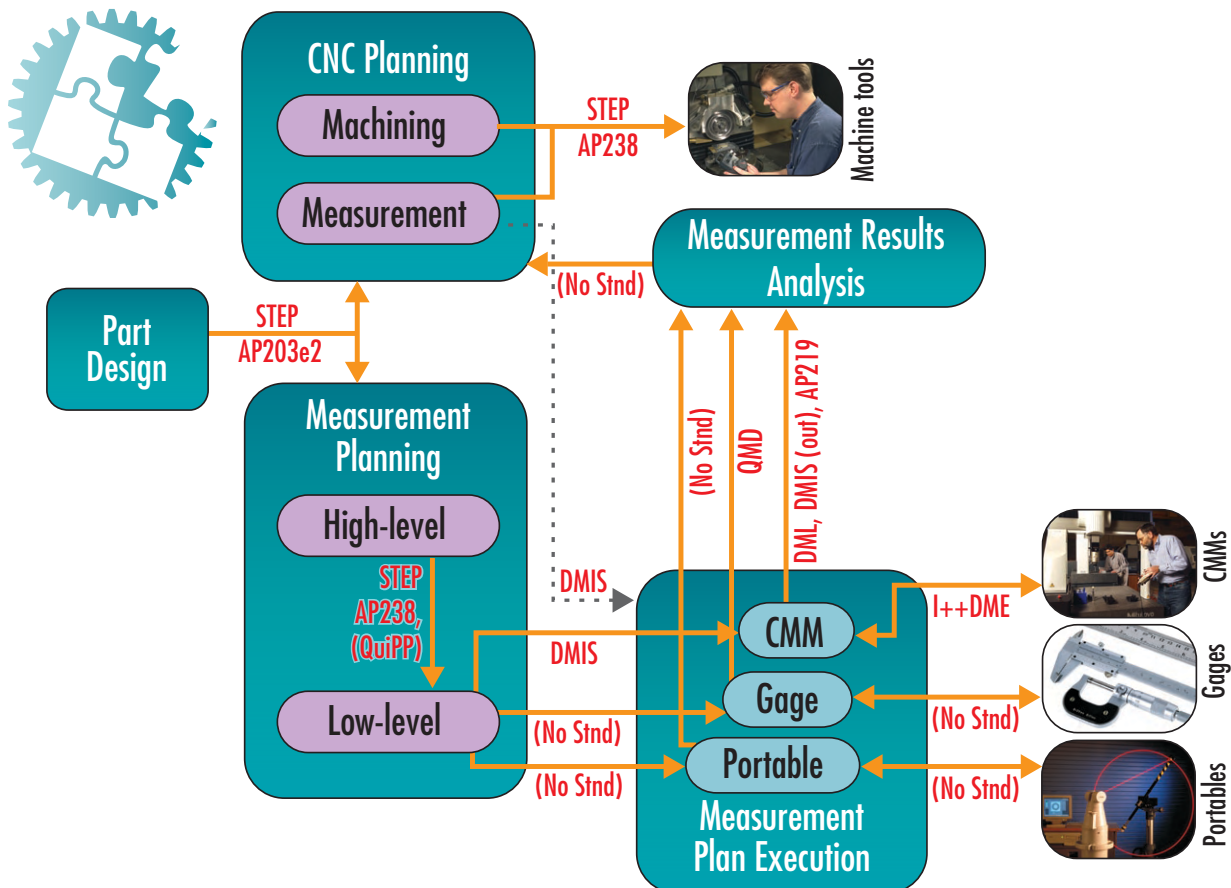 CNC Planning
Machining
Measurement
STEP
AP238
Machine tools
Measurement Results
Analysis
(No Stnd)
Part
Design
STEP
AP203e2
Measurement
Planning
High-level
STEP
AP238,
(QuiPP)
Low-level
DMIS
DMIS
(No Stnd)
(No Stnd)
(No Stnd)
QMD
DML, DMIS (out), AP219
CMM
Gage
Portable
Measurement
Plan Execution
I++DME
(No Stnd)
(No Stnd)
CMMs
Gages
Portables